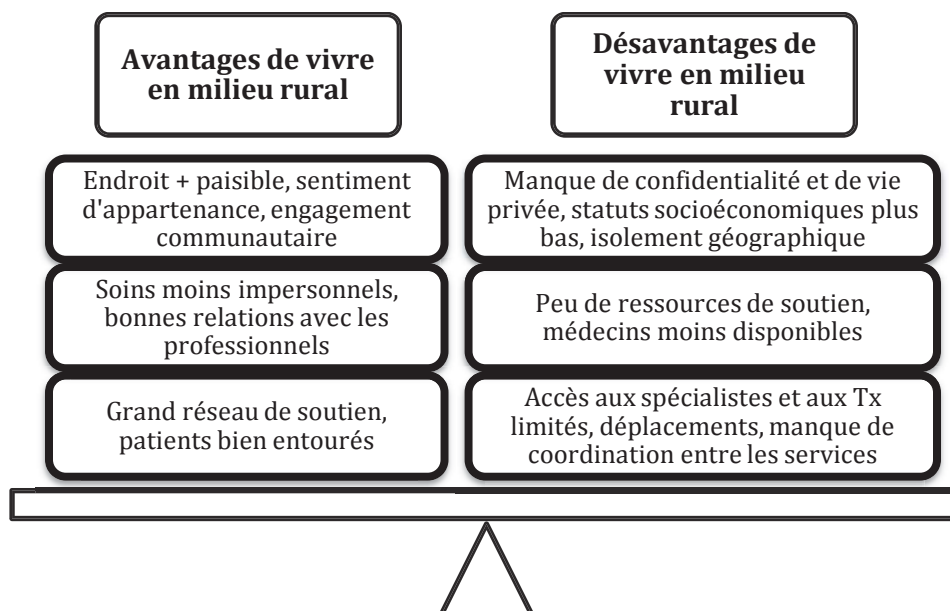 Avantages de vivre
en milieu rural
Désavantages de
vivre en milieu
rural
Endroit + paisible, sentiment
d'appartenance, engagement
communautaire
Manque de confidentialité et de vie
privée, statuts socioéconomiques plus
bas, isolement géographique
Soins moins impersonnels,
bonnes relations avec les
professionnels
Peu de ressources de soutien,
médecins moins disponibles
Grand réseau de soutien,
patients bien entourés
Accès aux spécialistes et aux Tx
limités, déplacements, manque de
coordination entre les services